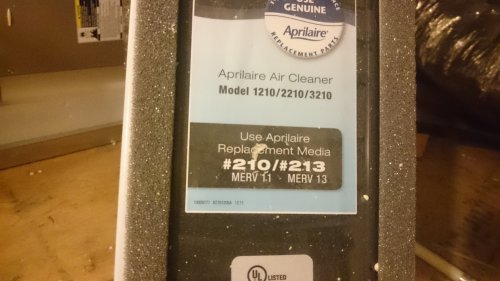 USE
GENUINE
Aprilaire
REPLACEMENT PARTS
Aprilaire Air Cleaner
Model 1210/2210/3210
Use Aprilaire
Replacement Media
#210/#213
MERV 11 - MERV 13
UL LISTED